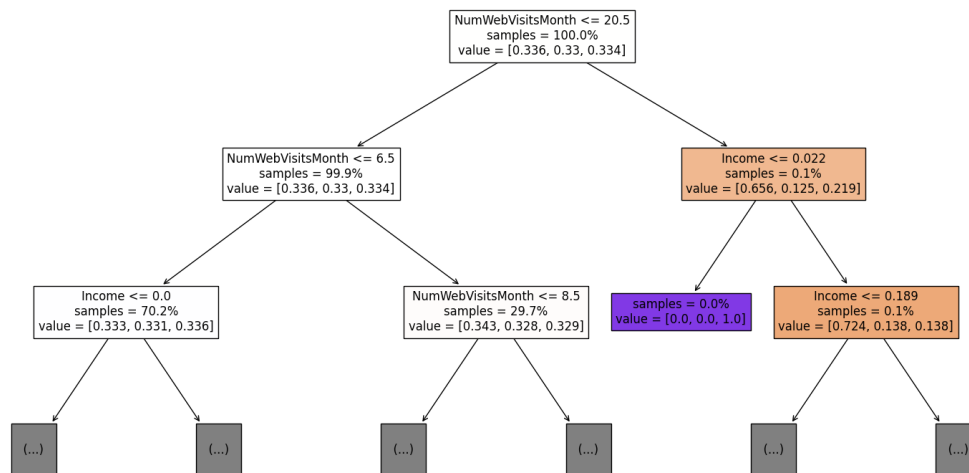 NumWebVisitsMonth <= 20.5
samples = 100.0%
value = [0.336, 0.33, 0.334]
NumWebVisitsMonth <= 6.5
samples = 99.9%
value = [0.336, 0.33, 0.334]
Income <= 0.022
samples = 0.1%
value = [0.656, 0.125, 0.219]
Income <= 0.0
samples = 70.2%
value = [0.333, 0.331, 0.336]
NumWebVisitsMonth <= 8.5
samples = 29.7%
value = [0.343, 0.328, 0.329]
samples = 0.0%
value = [0.0, 0.0, 1.0]
Income <= 0.189
samples = 0.1%
value = [0.724, 0.138, 0.138]
(...)
(...)
(...)
(...)
(...)
(...)